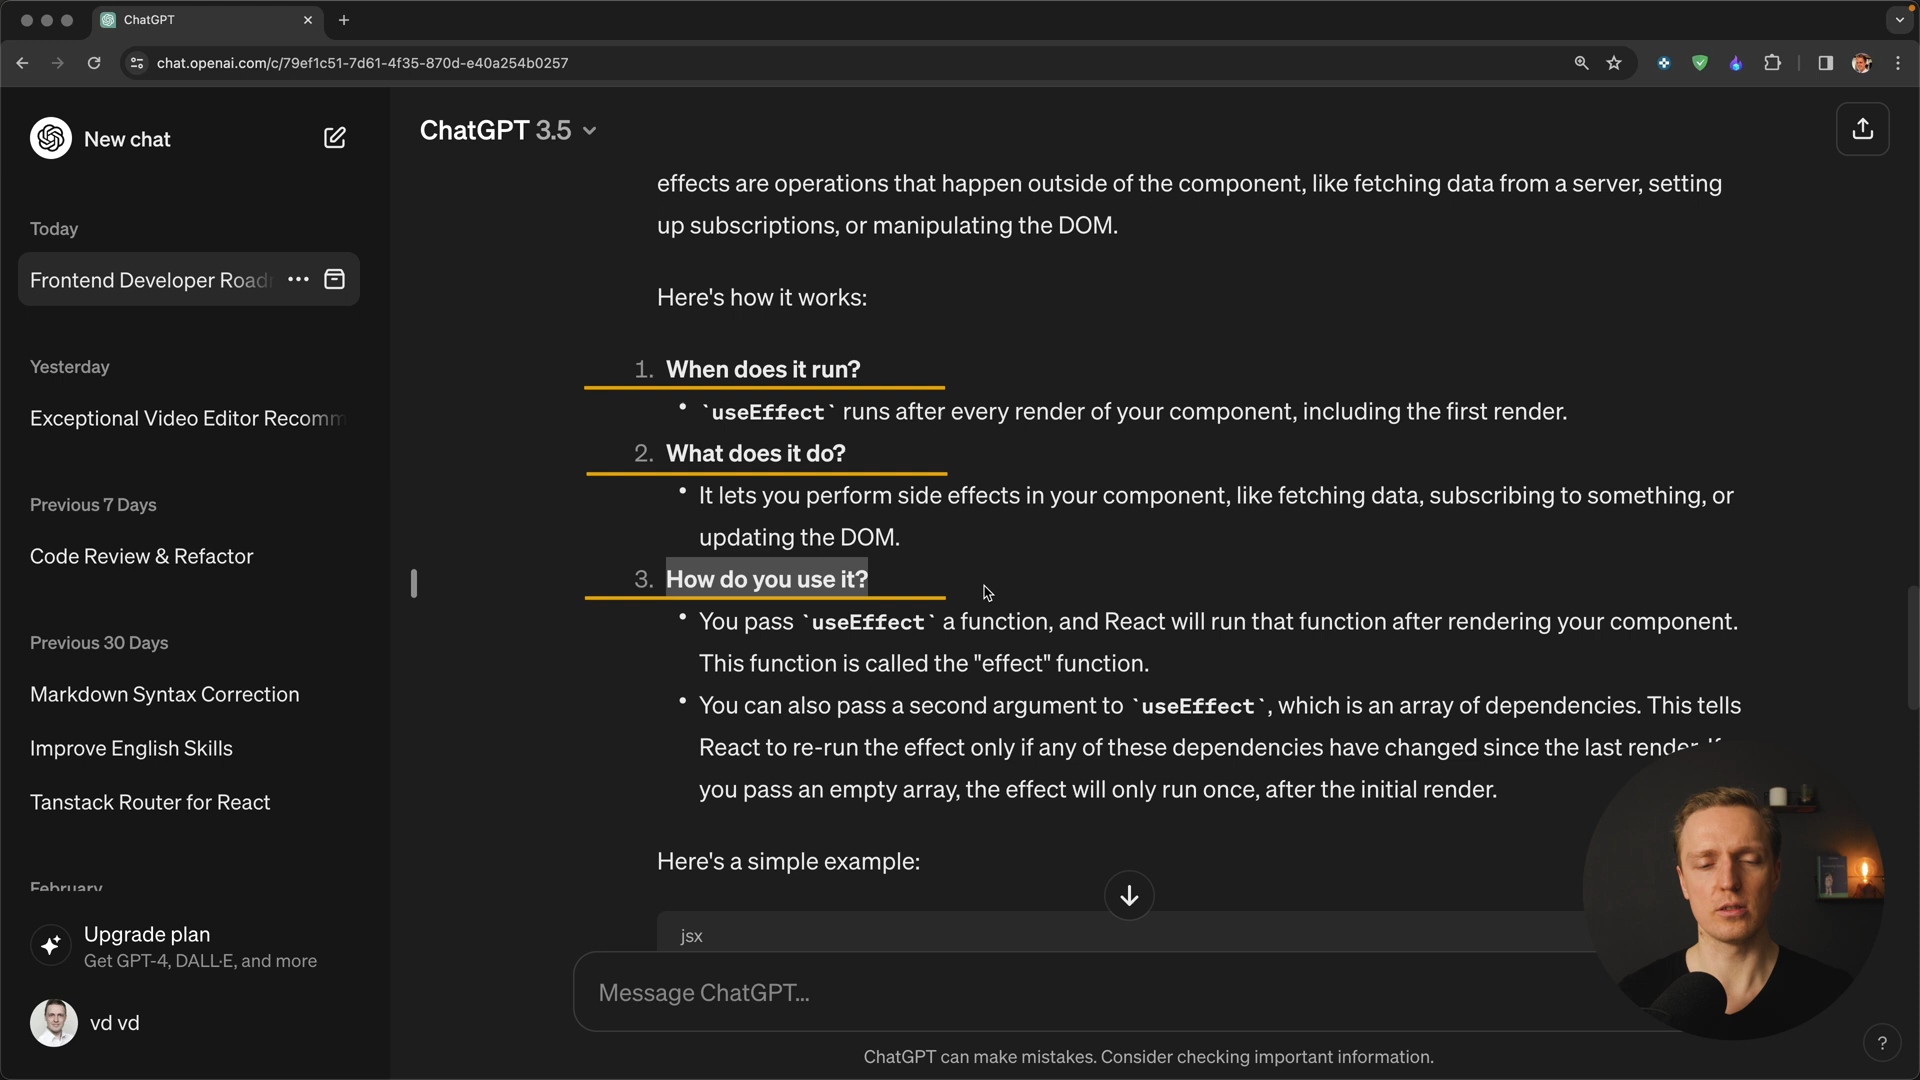 ChatGPT
chat.openai.com/c/79ef1c51-7d61-4f35-870d-e40a254b0257
New chat
Today
Frontend Developer Road
Yesterday
Exceptional Video Editor Recomm
Previous 7 Days
Code Review & Refactor
Previous 30 Days
Markdown Syntax Correction
Improve English Skills
Tanstack Router for React
February
Upgrade plan
Get GPT-4, DALL·E, and more
vd vd
ChatGPT 3.5
effects are operations that happen outside of the component, like fetching data from a server, setting
up subscriptions, or manipulating the DOM.
Here's how it works:
1. When does it run?
• `useEffect` runs after every render of your component, including the first render.
2. What does it do?
• It lets you perform side effects in your component, like fetching data, subscribing to something, or
updating the DOM.
3. How do you use it?
• You pass `useEffect` a function, and React will run that function after rendering your component.
This function is called the "effect" function.
• You can also pass a second argument to `useEffect`, which is an array of dependencies. This tells
React to re-run the effect only if any of these dependencies have changed since the last render. If
you pass an empty array, the effect will only run once, after the initial render.
Here's a simple example:
jsx
Message ChatGPT...
ChatGPT can make mistakes. Consider checking important information.
?